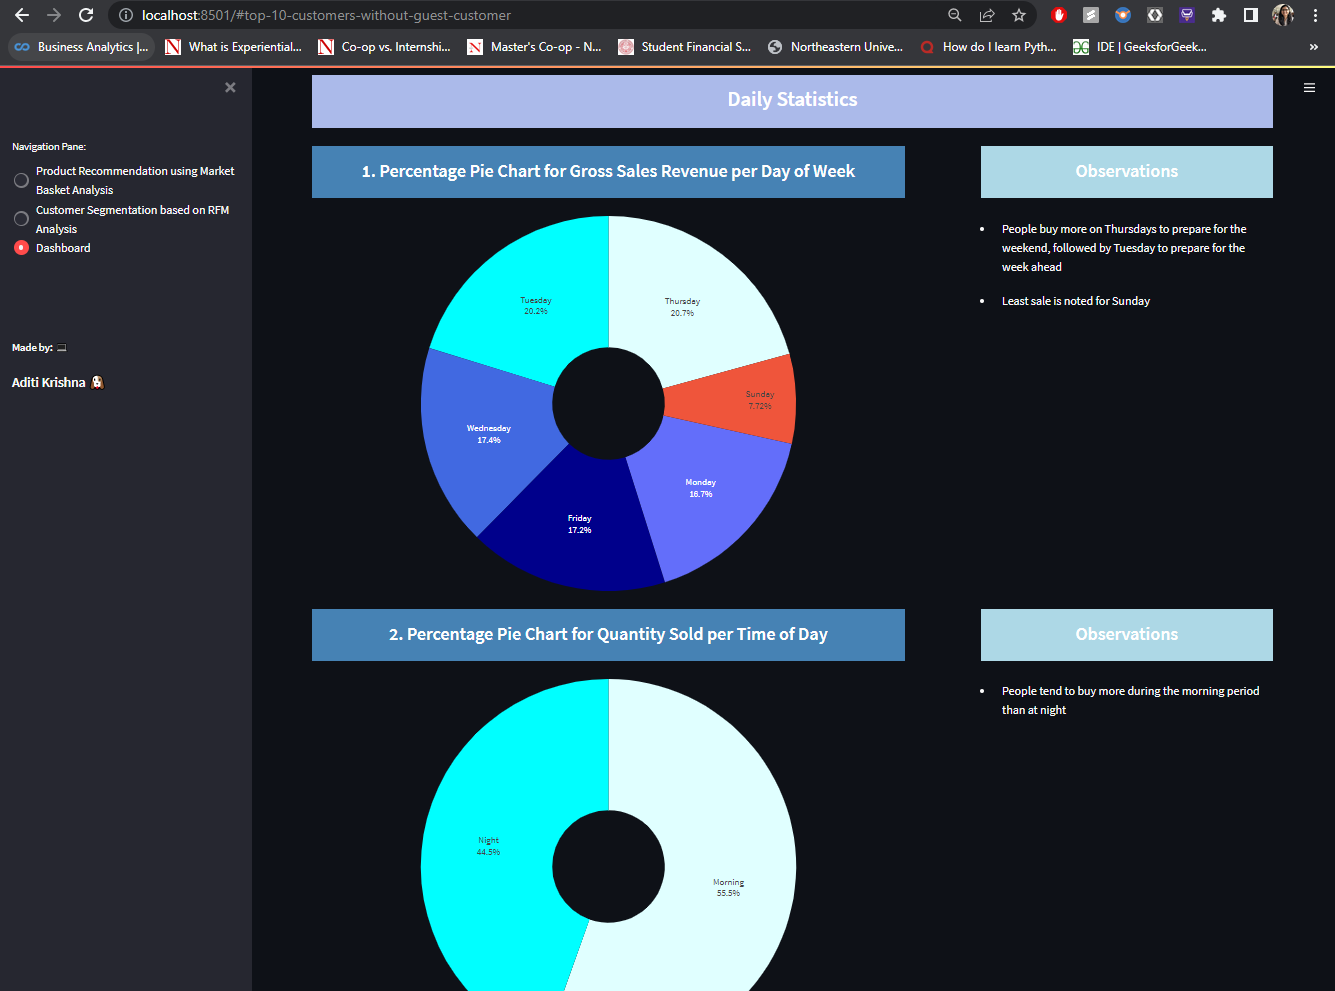 localhost:8501/#top-10-customers-without-guest-customer
Business Analytics |...
What is Experiential...
Co-op vs. Internshi...
Master's Co-op - N...
Student Financial S...
Northeastern Unive...
How do I learn Pyth...
IDE | GeeksforGeek...
Navigation Pane:
Product Recommendation using Market
Basket Analysis
Customer Segmentation based on RFM
Analysis
Dashboard
Made by:
Aditi Krishna
Daily Statistics
1. Percentage Pie Chart for Gross Sales Revenue per Day of Week
Tuesday
20.2%
Thursday
20.7%
Sunday
7.72%
Wednesday
17.4%
Monday
16.7%
Friday
17.2%
Observations
People buy more on Thursdays to prepare for the
weekend, followed by Tuesday to prepare for the
week ahead
Least sale is noted for Sunday
2. Percentage Pie Chart for Quantity Sold per Time of Day
Night
44.5%
Morning
55.5%
Observations
People tend to buy more during the morning period
than at night